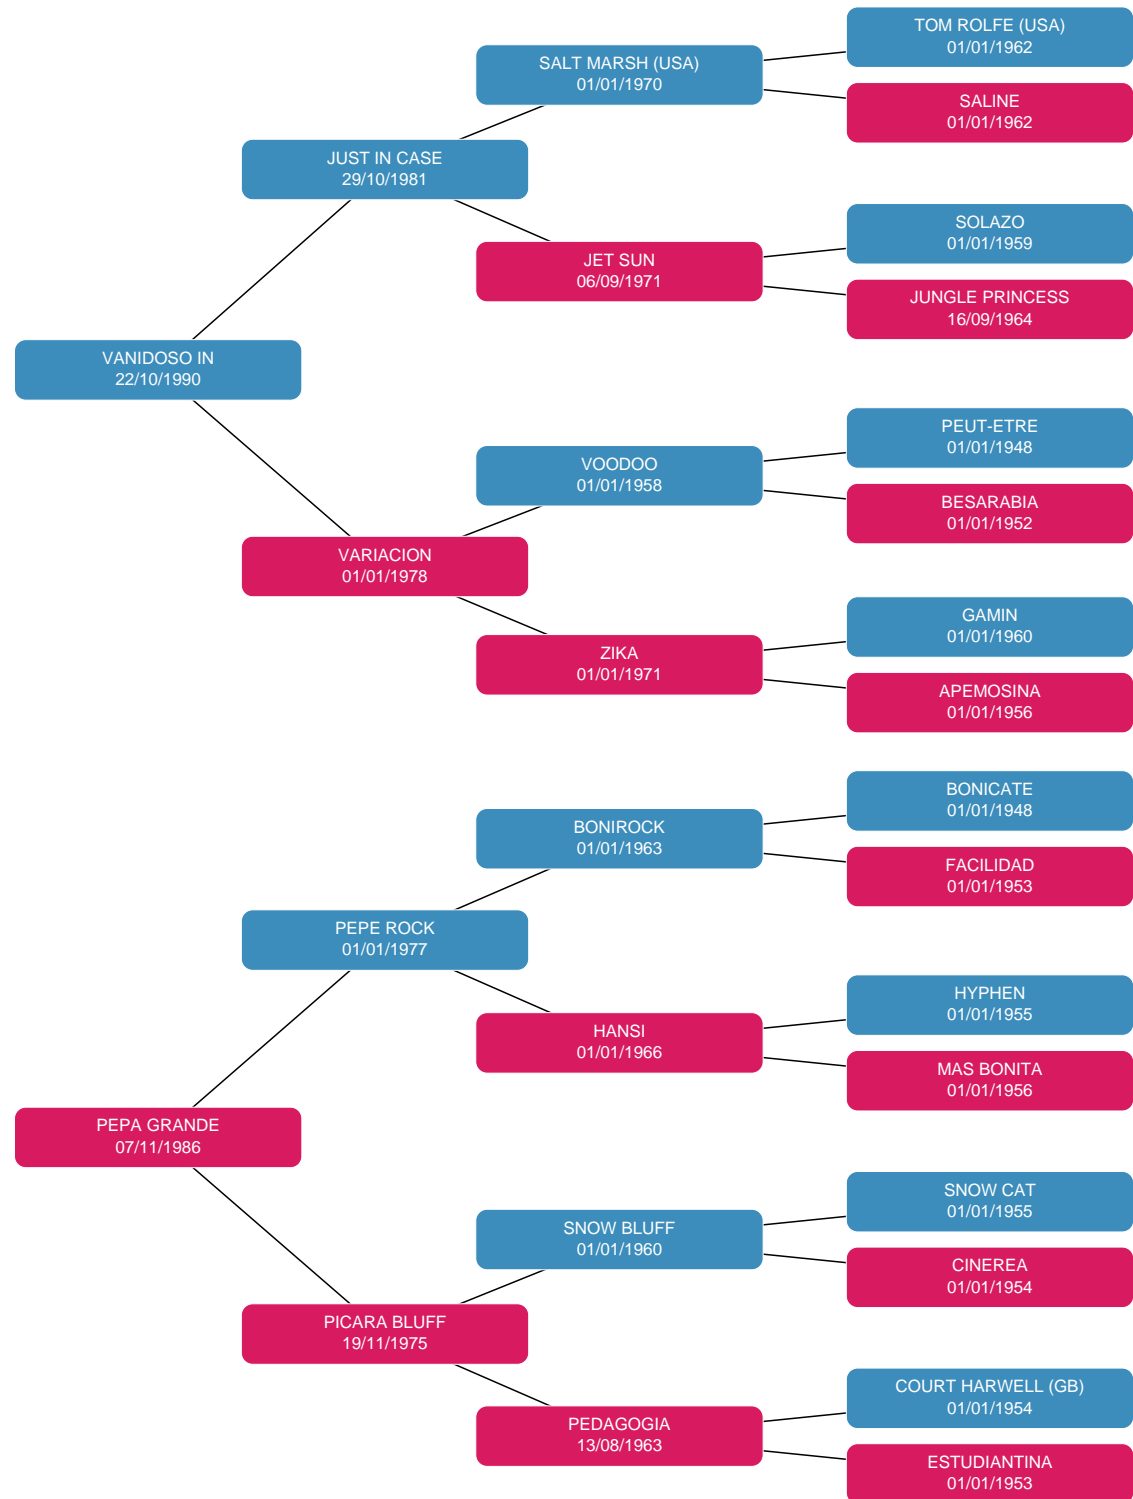 TOM ROLFE (USA)
01/01/1962
SALT MARSH (USA)
01/01/1970
SALINE
01/01/1962
JUST IN CASE
29/10/1981
SOLAZO
01/01/1959
JET SUN
06/09/1971
JUNGLE PRINCESS
16/09/1964
VANIDOSO IN
22/10/1990
PEUT-ETRE
01/01/1948
VOODOO
01/01/1958
BESARABIA
01/01/1952
VARIACION
01/01/1978
GAMIN
01/01/1960
ZIKA
01/01/1971
APEMOSINA
01/01/1956
BONICATE
01/01/1948
BONIROCK
01/01/1963
FACILIDAD
01/01/1953
PEPE ROCK
01/01/1977
HYPHEN
01/01/1955
HANSI
01/01/1966
MAS BONITA
01/01/1956
PEPA GRANDE
07/11/1986
SNOW CAT
01/01/1955
SNOW BLUFF
01/01/1960
CINEREA
01/01/1954
PICARA BLUFF
19/11/1975
COURT HARWELL (GB)
01/01/1954
PEDAGOGIA
13/08/1963
ESTUDIANTINA
01/01/1953